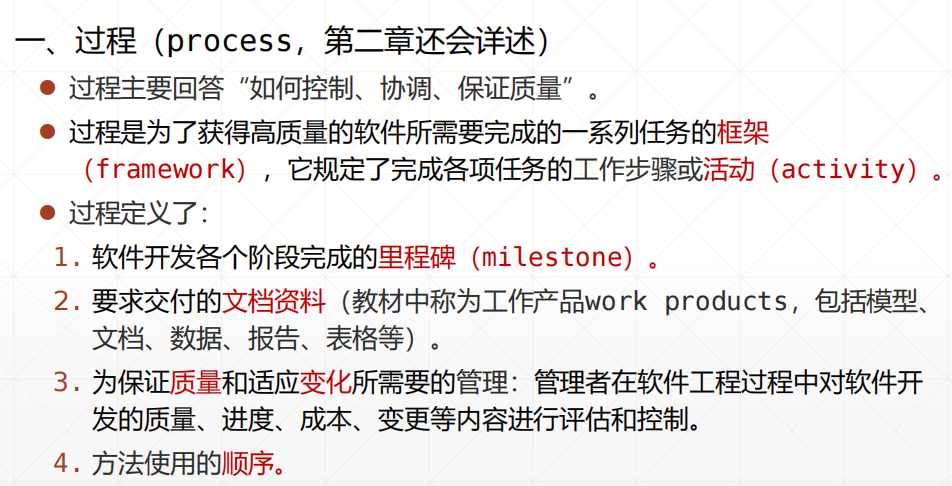 一、过程（process，第二章还会详述）
● 过程主要回答“如何控制、协调、保证质量”。
● 过程是为了获得高质量的软件所需要完成的一系列任务的框架
（framework），它规定了完成各项任务的工作步骤或活动（activity）。
● 过程定义了：
1. 软件开发各个阶段完成的里程碑（milestone）。
2. 要求交付的文档资料（教材中称为工作产品work products，包括模型、
文档、数据、报告、表格等）。
3. 为保证质量和适应变化所需要的管理：管理者在软件工程过程中对软件开
发的质量、进度、成本、变更等内容进行评估和控制。
4. 方法使用的顺序。